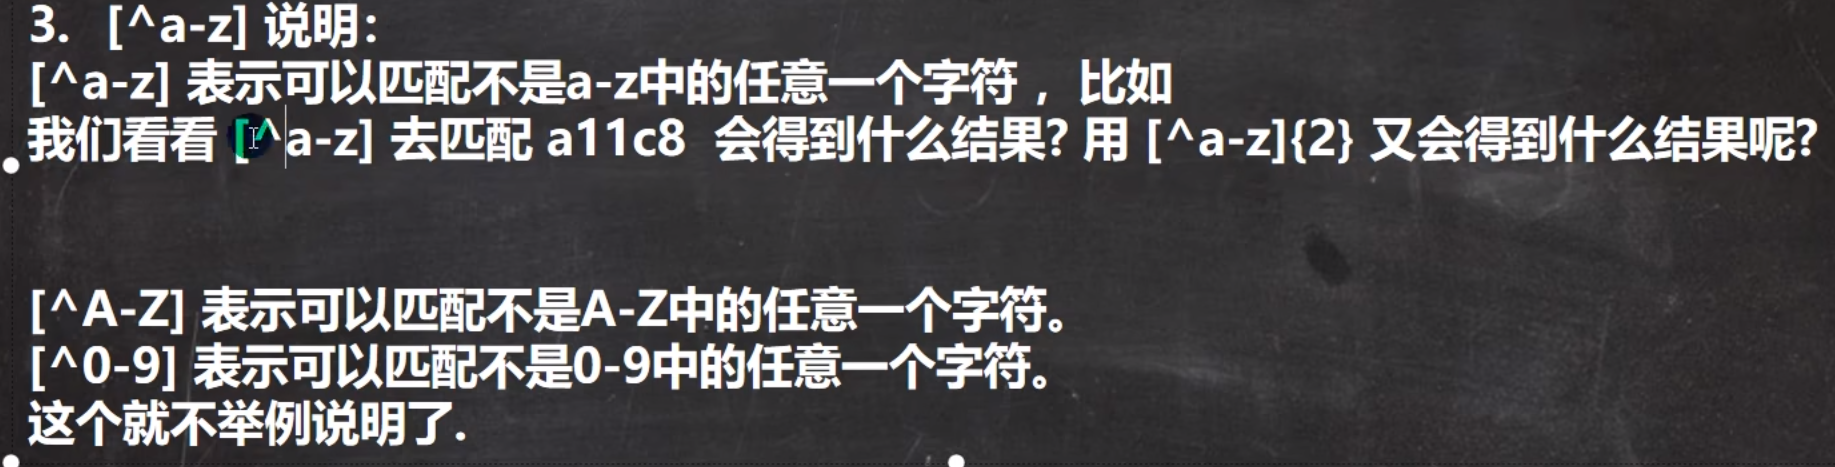 3. [^a-z] 说明：
[^a-z] 表示可以匹配不是a-z中的任意一个字符 ，比如
我们看看 [^a-z] 去匹配 a11c8 会得到什么结果? 用 [^a-z]{2} 又会得到什么结果呢?
[^A-Z] 表示可以匹配不是A-Z中的任意一个字符。
[^0-9] 表示可以匹配不是0-9中的任意一个字符。
这个就不举例说明了.